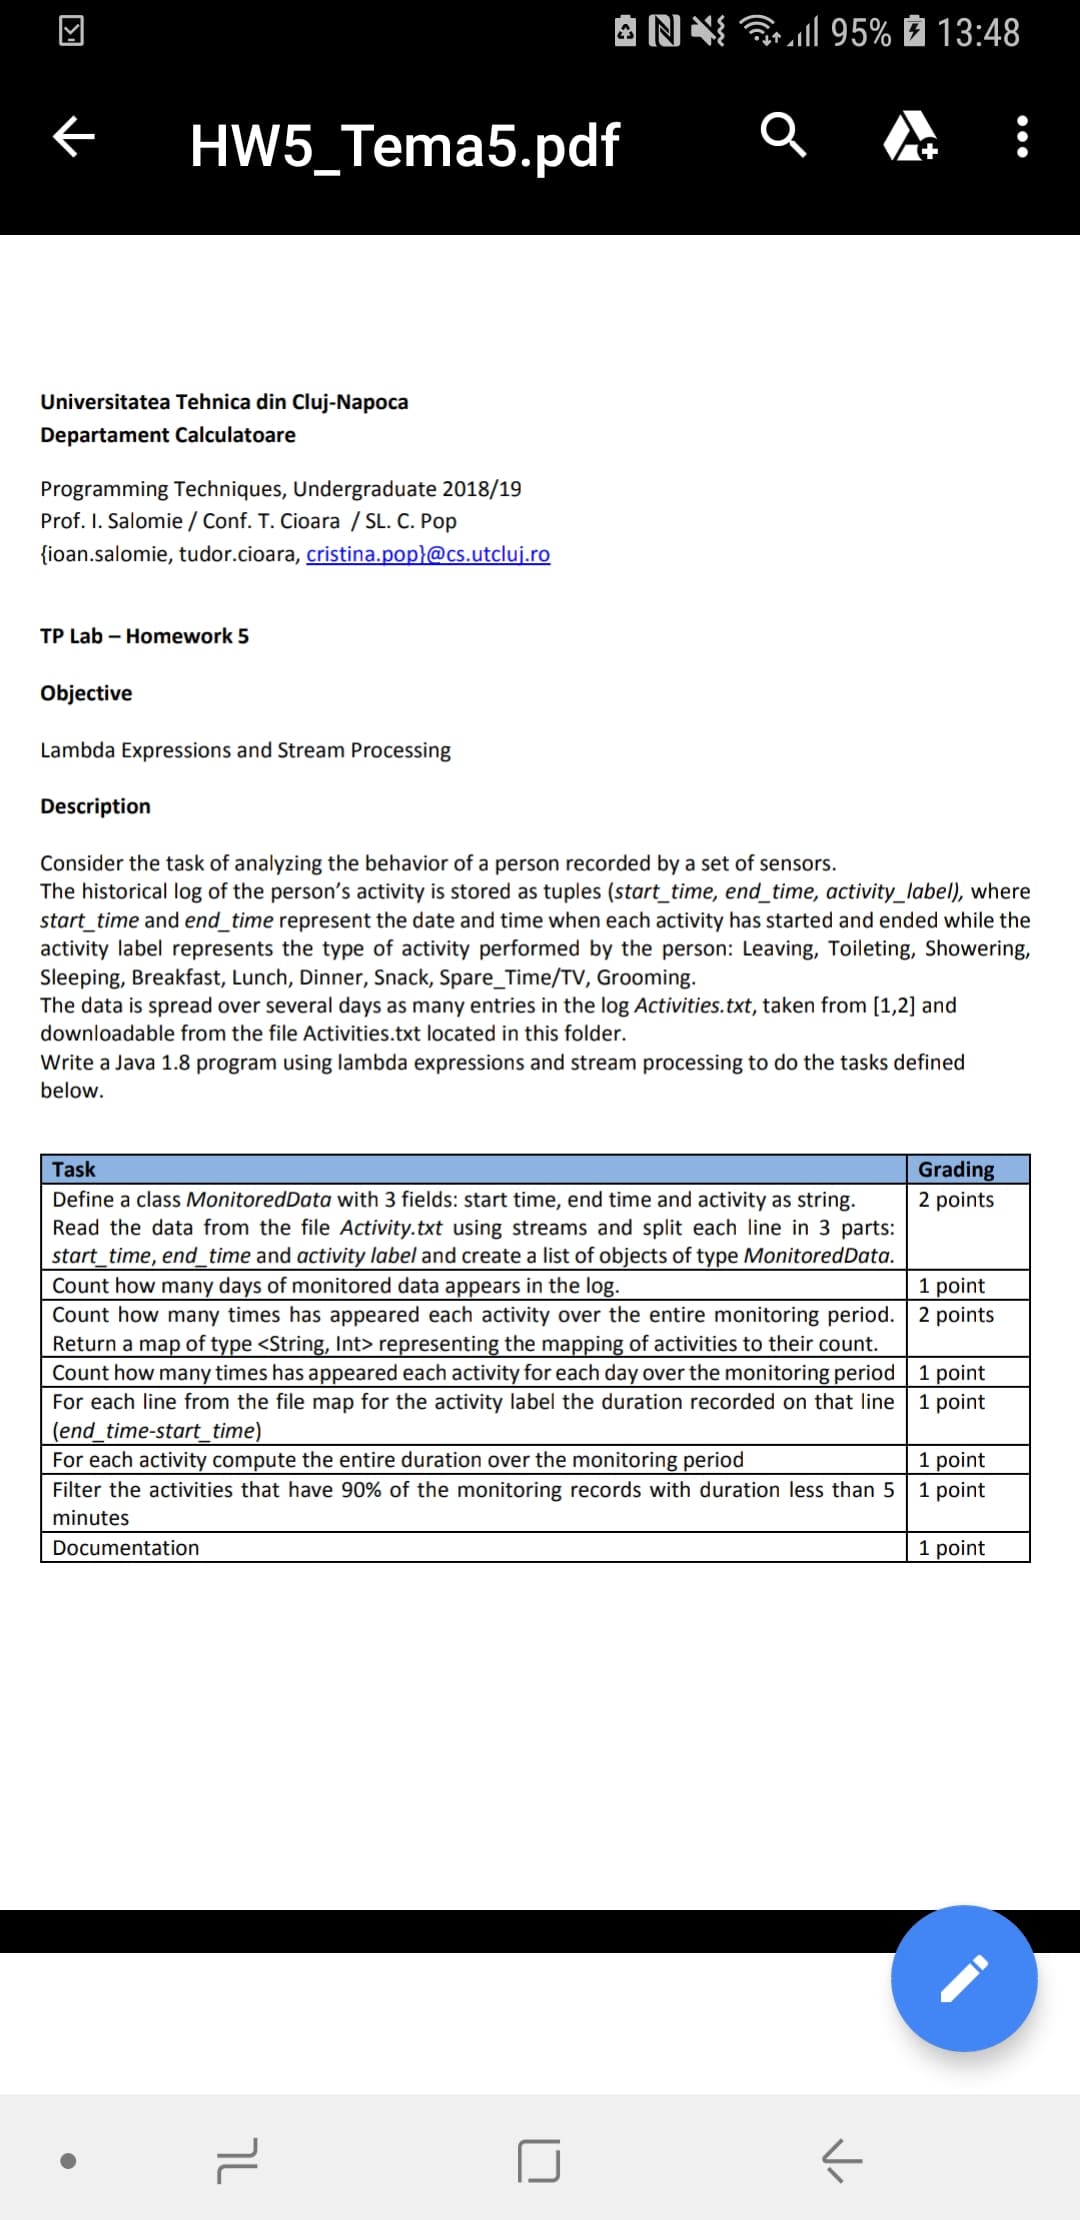 95% 13:48
HW5_Tema5.pdf
Universitatea Tehnica din Cluj-Napoca
Departament Calculatoare
Programming Techniques, Undergraduate 2018/19
Prof. I. Salomie / Conf. T. Cioara / SL. C. Pop
{ioan.salomie, tudor.cioara, cristina.pop}@cs.utcluj.ro
TP Lab – Homework 5
Objective
Lambda Expressions and Stream Processing
Description
Consider the task of analyzing the behavior of a person recorded by a set of sensors.
The historical log of the person's activity is stored as tuples (start_time, end_time, activity_label), where
start_time and end_time represent the date and time when each activity has started and ended while the
activity label represents the type of activity performed by the person: Leaving, Toileting, Showering,
Sleeping, Breakfast, Lunch, Dinner, Snack, Spare_Time/TV, Grooming.
The data is spread over several days as many entries in the log Activities.txt, taken from [1,2] and
downloadable from the file Activities.txt located in this folder.
Write a Java 1.8 program using lambda expressions and stream processing to do the tasks defined
below.
Task Grading
Define a class MonitoredData with 3 fields: start time, end time and activity as string. 2 points
Read the data from the file Activity.txt using streams and split each line in 3 parts:
start_time, end_time and activity label and create a list of objects of type MonitoredData.
Count how many days of monitored data appears in the log. 1 point
Count how many times has appeared each activity over the entire monitoring period. 2 points
Return a map of type <String, Int> representing the mapping of activities to their count.
Count how many times has appeared each activity for each day over the monitoring period 1 point
For each line from the file map for the activity label the duration recorded on that line 1 point
(end_time-start_time)
For each activity compute the entire duration over the monitoring period 1 point
Filter the activities that have 90% of the monitoring records with duration less than 5 1 point
minutes
Documentation 1 point